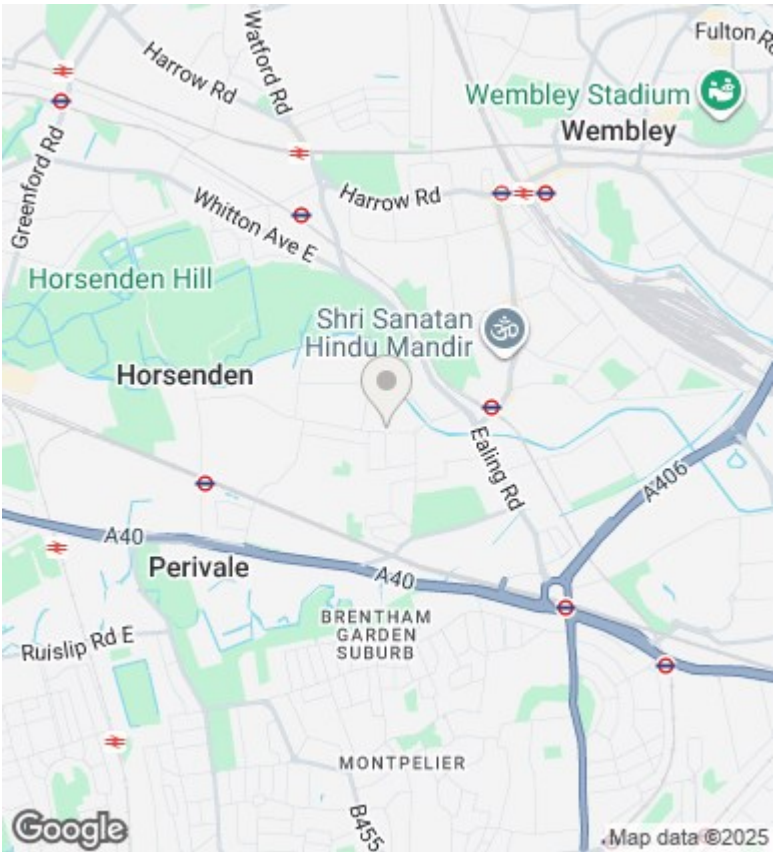 Fulton Rd
Watford Rd
Harrow Rd
Wembley Stadium
Wembley
Greenford Rd
Harrow Rd
Whitton Ave E
Horsenden Hill
Shri Sanatan
Hindu Mandir
Horsenden
Ealing Rd
A406
A40
Perivale
A40
BRENTHAM
GARDEN
SUBURB
Ruislip Rd E
MONTPELIER
B455
Google
Map data ©2025